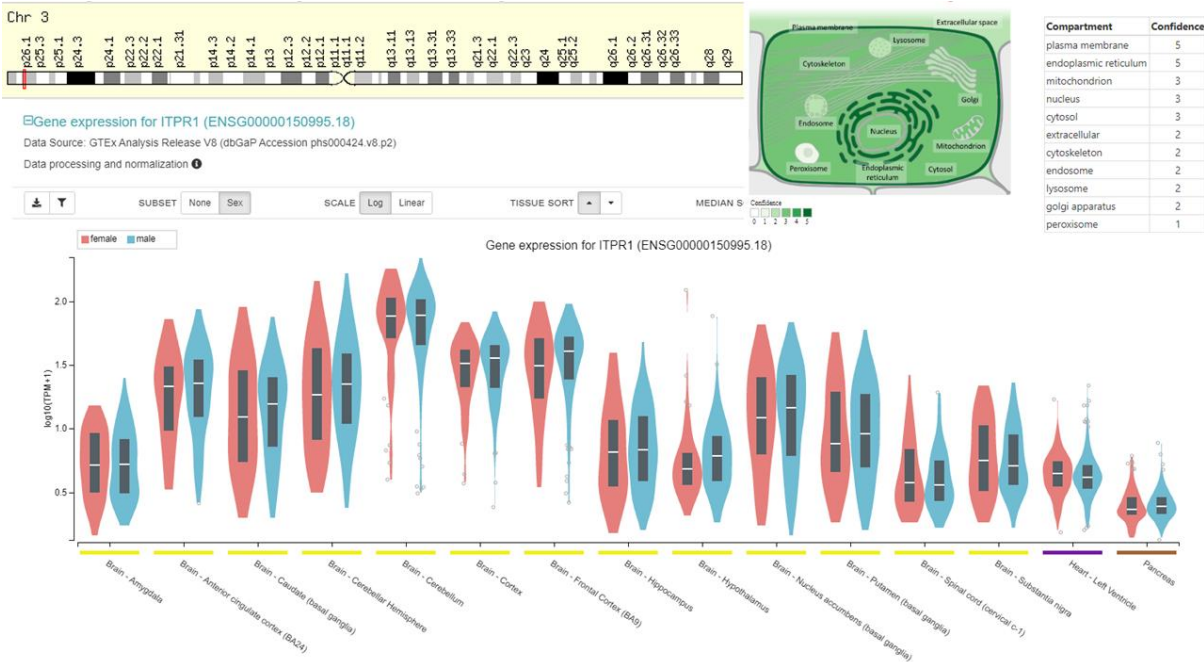 Chr 3
p26.1
p25.3
p25.1
p24.3
p22.3
p22.2
p22.1
p21.31
p14.3
p14.2
p14.1
p13
p12.3
p12.2
p12.1
p11.1
q11.1
q11.2
q13.11
q13.13
q13.31
q13.33
q21.3
q22.1
q22.3
q23
q24
q25.1
q25.2
q26.1
q26.2
q26.31
q26.32
q26.33
q28
q29
Gene expression for ITPR1 (ENSG00000150995.18)
Data Source: GTEx Analysis Release V8 (dbGaP Accession phs000424.v8.p2)
Data processing and normalization
SUBSET None Sex SCALE Log Linear TISSUE SORT MEDIAN S
Plasma membrane
Extracellular space
Lysosome
Cytoskeleton
Golgi
Endosome
Nucleus
Mitochondrion
Peroxisome
Endoplasmic
reticulum
Cytosol
Confidence
0 1 2 3 4 5
Compartment Confidence
plasma membrane 5
endoplasmic reticulum 5
mitochondrion 3
nucleus 3
cytosol 3
extracellular 2
cytoskeleton 2
endosome 2
lysosome 2
golgi apparatus 2
peroxisome 1
female male
Gene expression for ITPR1 (ENSG00000150995.18)
log10(TPM+1)
2.0
1.5
1.0
0.5
Brain - Amygdala
Brain - Anterior cingulate cortex (BA24)
Brain - Caudate (basal ganglia)
Brain - Cerebellar Hemisphere
Brain - Cerebellum
Brain - Cortex
Brain - Frontal Cortex (BA9)
Brain - Hippocampus
Brain - Hypothalamus
Brain - Nucleus accumbens (basal ganglia)
Brain - Putamen (basal ganglia)
Brain - Spinal cord (cervical c-1)
Brain - Substantia nigra
Heart - Left Ventricle
Pancreas